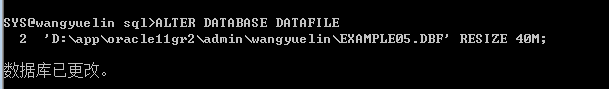 SYS@wangyuelin sql>ALTER DATABASE DATAFILE
2 'D:\app\oracle11gr2\admin\wangyuelin\EXAMPLE05.DBF' RESIZE 40M;
数据库已更改。